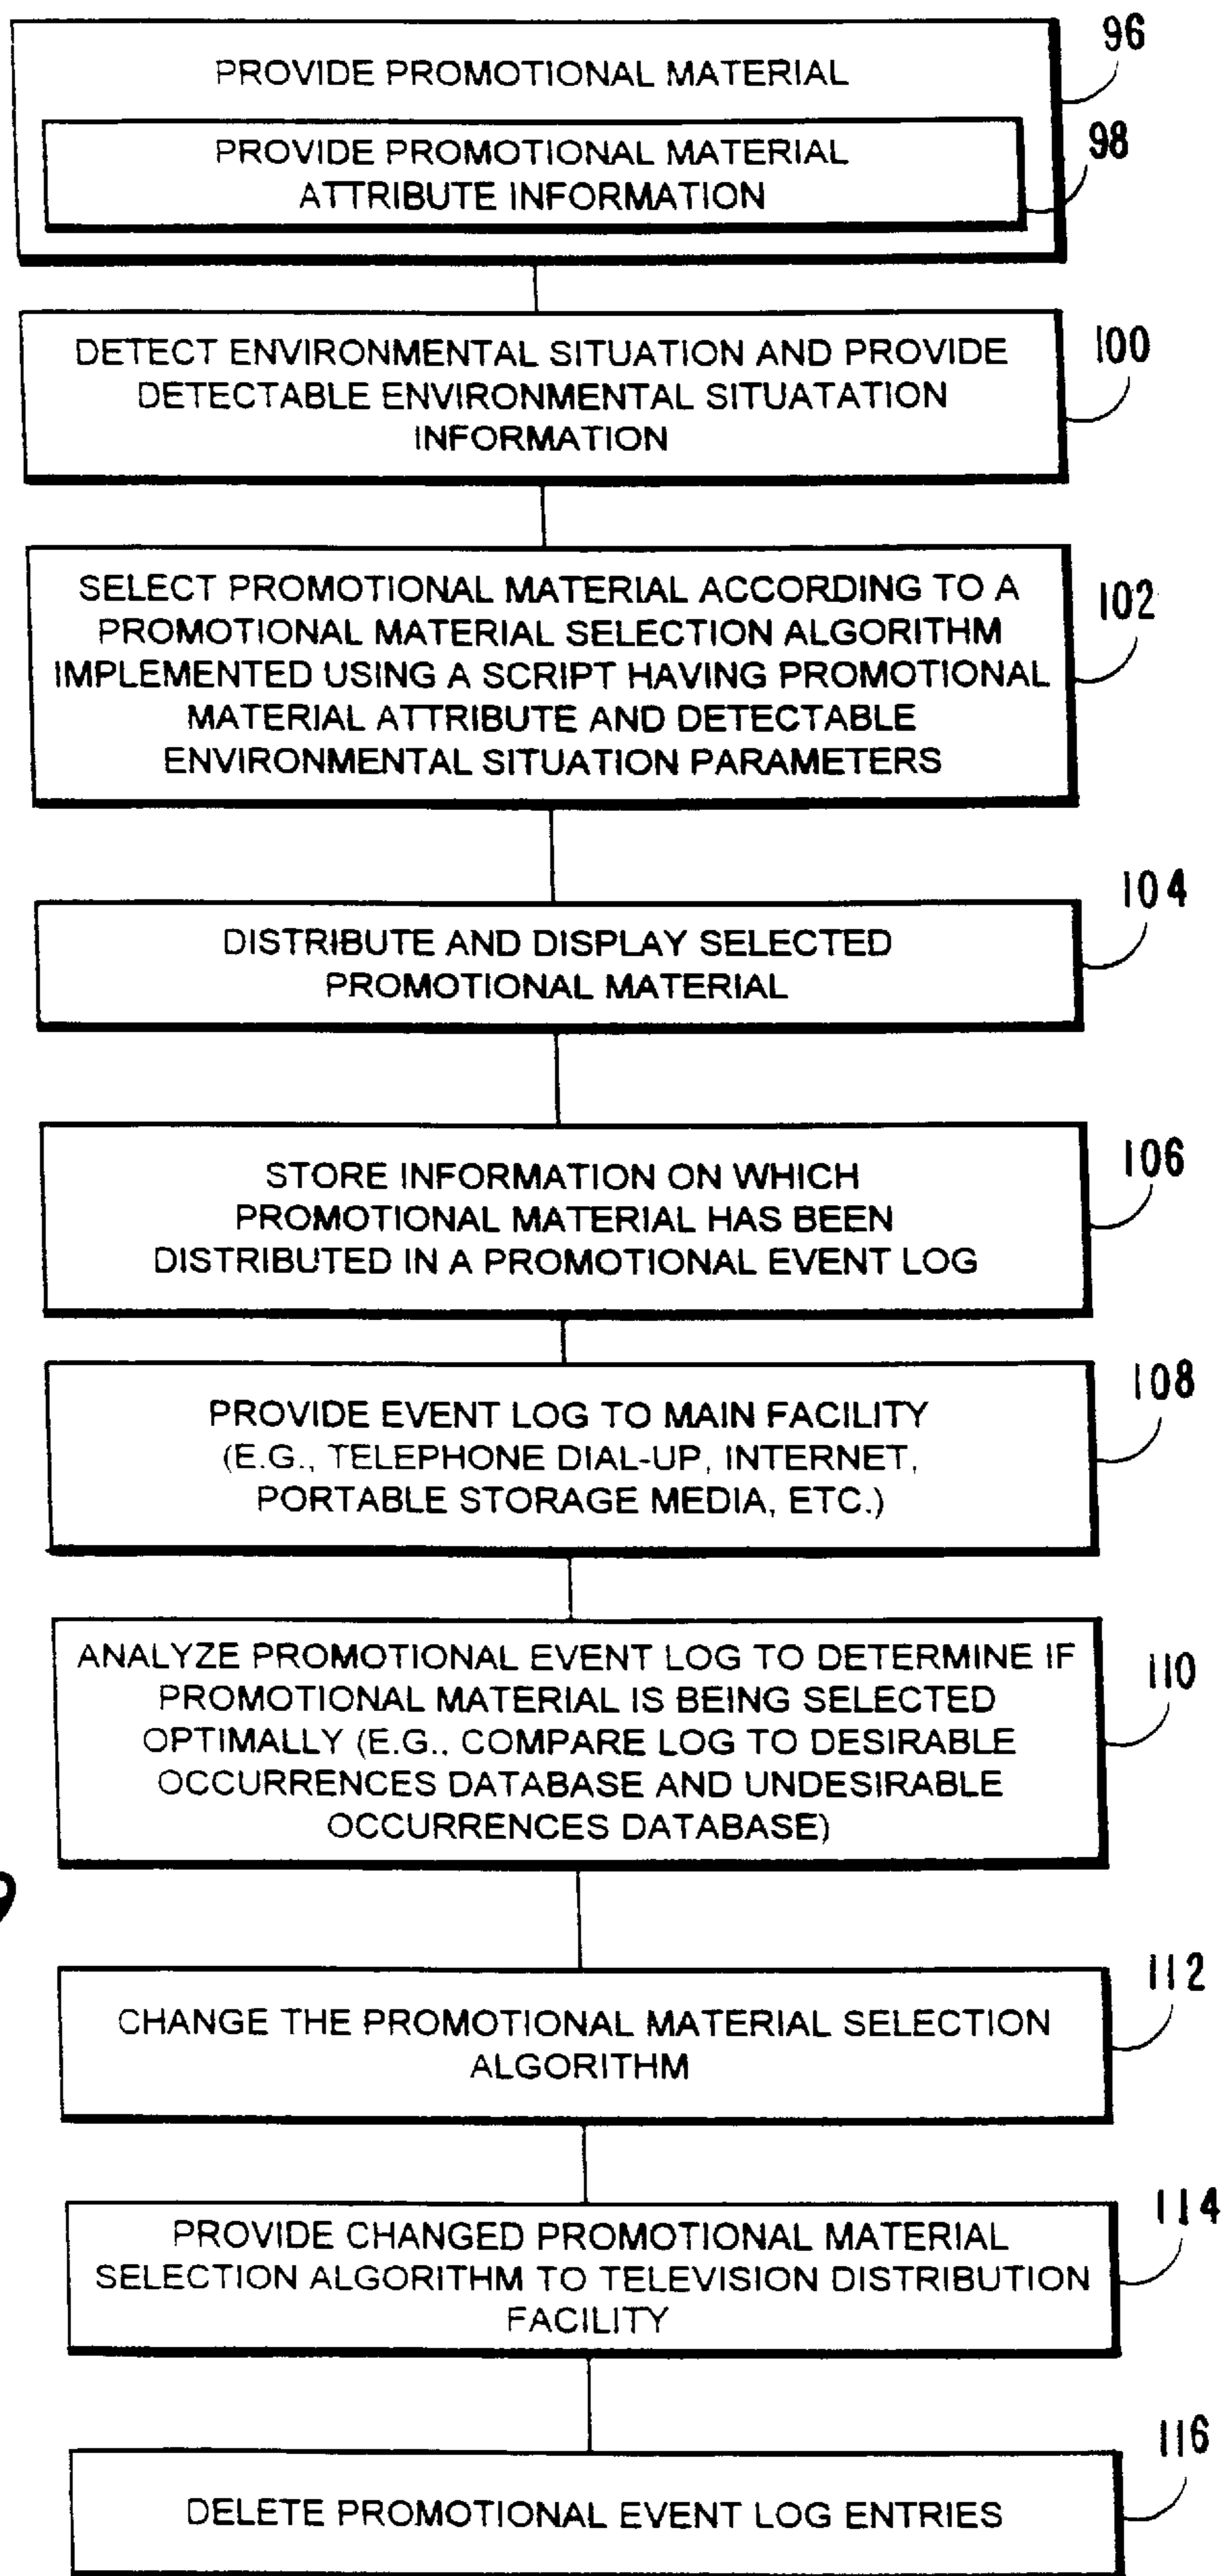 96
PROVIDE PROMOTIONAL MATERIAL
98
PROVIDE PROMOTIONAL MATERIAL
ATTRIBUTE INFORMATION
100
DETECT ENVIRONMENTAL SITUATION AND PROVIDE
DETECTABLE ENVIRONMENTAL SITUATATION
INFORMATION
102
SELECT PROMOTIONAL MATERIAL ACCORDING TO A
PROMOTIONAL MATERIAL SELECTION ALGORITHM
IMPLEMENTED USING A SCRIPT HAVING PROMOTIONAL
MATERIAL ATTRIBUTE AND DETECTABLE
ENVIRONMENTAL SITUATION PARAMETERS
104
DISTRIBUTE AND DISPLAY SELECTED
PROMOTIONAL MATERIAL
106
STORE INFORMATION ON WHICH
PROMOTIONAL MATERIAL HAS BEEN
DISTRIBUTED IN A PROMOTIONAL EVENT LOG
108
PROVIDE EVENT LOG TO MAIN FACILITY
(E.G., TELEPHONE DIAL-UP, INTERNET,
PORTABLE STORAGE MEDIA, ETC.)
110
ANALYZE PROMOTIONAL EVENT LOG TO DETERMINE IF
PROMOTIONAL MATERIAL IS BEING SELECTED
OPTIMALLY (E.G., COMPARE LOG TO DESIRABLE
OCCURRENCES DATABASE AND UNDESIRABLE
OCCURRENCES DATABASE)
112
CHANGE THE PROMOTIONAL MATERIAL SELECTION
ALGORITHM
114
PROVIDE CHANGED PROMOTIONAL MATERIAL
SELECTION ALGORITHM TO TELEVISION DISTRIBUTION
FACILITY
116
DELETE PROMOTIONAL EVENT LOG ENTRIES